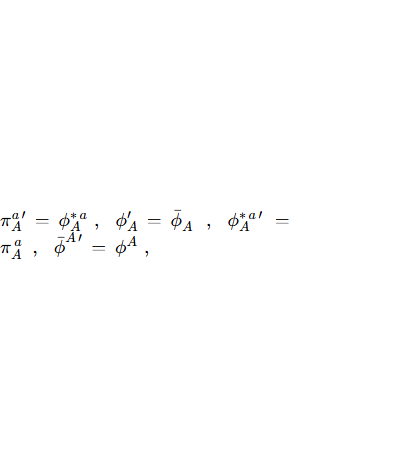 π_A^{a ′} = ϕ_A^{* a} , ϕ′_A = ϕ̄_A , ϕ_A^{* a ′} =
π_A^a , ϕ̄^{A ′} = ϕ^A ,